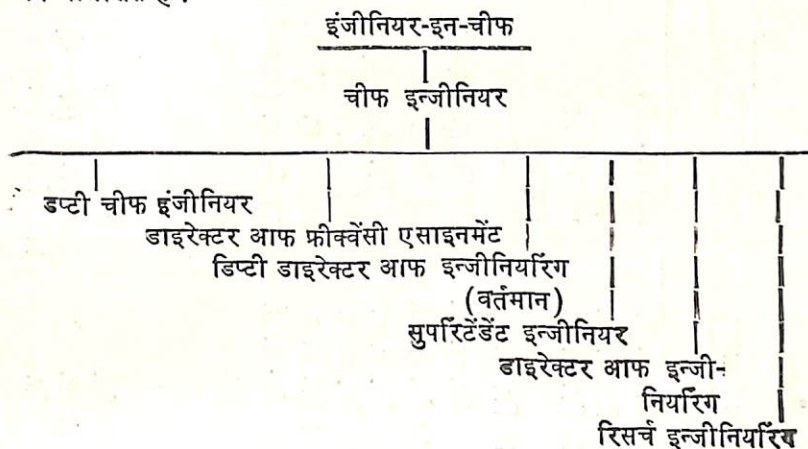 इंजीनियर-इन-चीफ
चीफ इन्जीनियर
डप्टी चीफ इंजीनियर
डाइरेक्टर आफ फ्रीक्वेंसी एसाइनमेंट
डिप्टी डाइरेक्टर आफ इन्जीनियरिंग
(वर्तमान)
सुपरिटेंडेंट इन्जीनियर
डाइरेक्टर आफ इन्जी-
नियरिंग
रिसर्च इन्जीनियरिंग